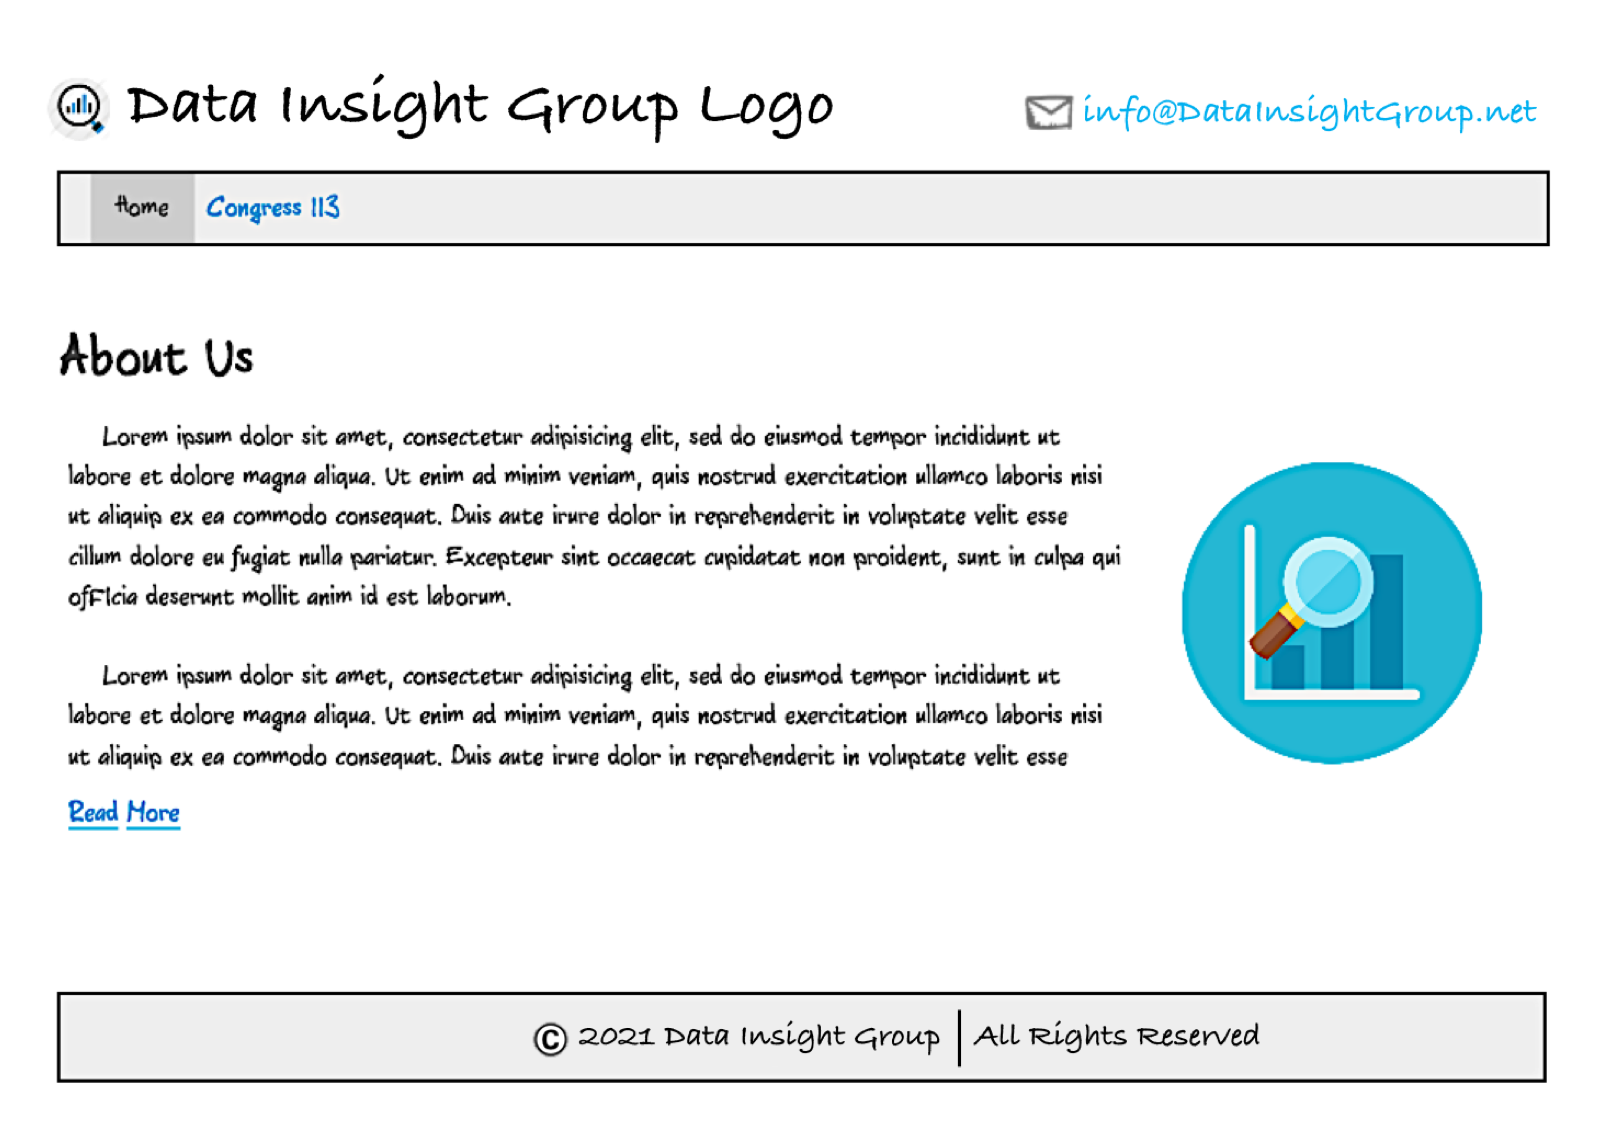 Data Insight Group Logo
info@DataInsightGroup.net
Home Congress 113
About Us
Lorem ipsum dolor sit amet, consectetur adipisicing elit, sed do eiusmod tempor incididunt ut
labore et dolore magna aliqua. Ut enim ad minim veniam, quis nostrud exercitation ullamco laboris nisi
ut aliquip ex ea commodo consequat. Duis aute irure dolor in reprehenderit in voluptate velit esse
cillum dolore eu fugiat nulla pariatur. Excepteur sint occaecat cupidatat non proident, sunt in culpa qui
ofFIcia deserunt mollit anim id est laborum.
Lorem ipsum dolor sit amet, consectetur adipisicing elit, sed do eiusmod tempor incididunt ut
labore et dolore magna aliqua. Ut enim ad minim veniam, quis nostrud exercitation ullamco laboris nisi
ut aliquip ex ea commodo consequat. Duis aute irure dolor in reprehenderit in voluptate velit esse
Read More
© 2021 Data Insight Group | All Rights Reserved